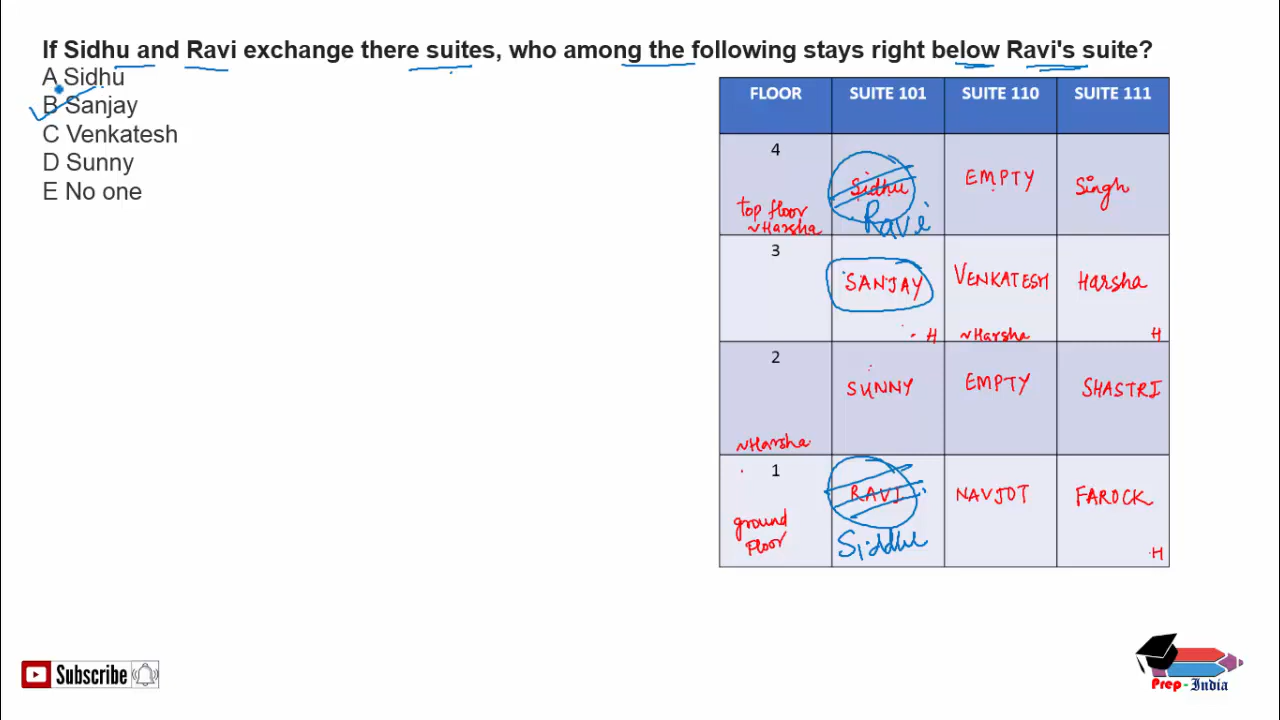 If Sidhu and Ravi exchange there suites, who among the following stays right below Ravi's suite?
A Sidhu
B Sanjay
C Venkatesh
D Sunny
E No one
FLOOR SUITE 101 SUITE 110 SUITE 111
4 Sidhu EMPTY Singh
top floor
~Harsha Ravi
3 SANJAY VENKATESH Harsha
H ~Harsha H
2 SUNNY EMPTY SHASTRI
~Harsha
1 RAVI NAVJOT FAROCK
ground
Floor Siddhu H
Subscribe
Prep-India